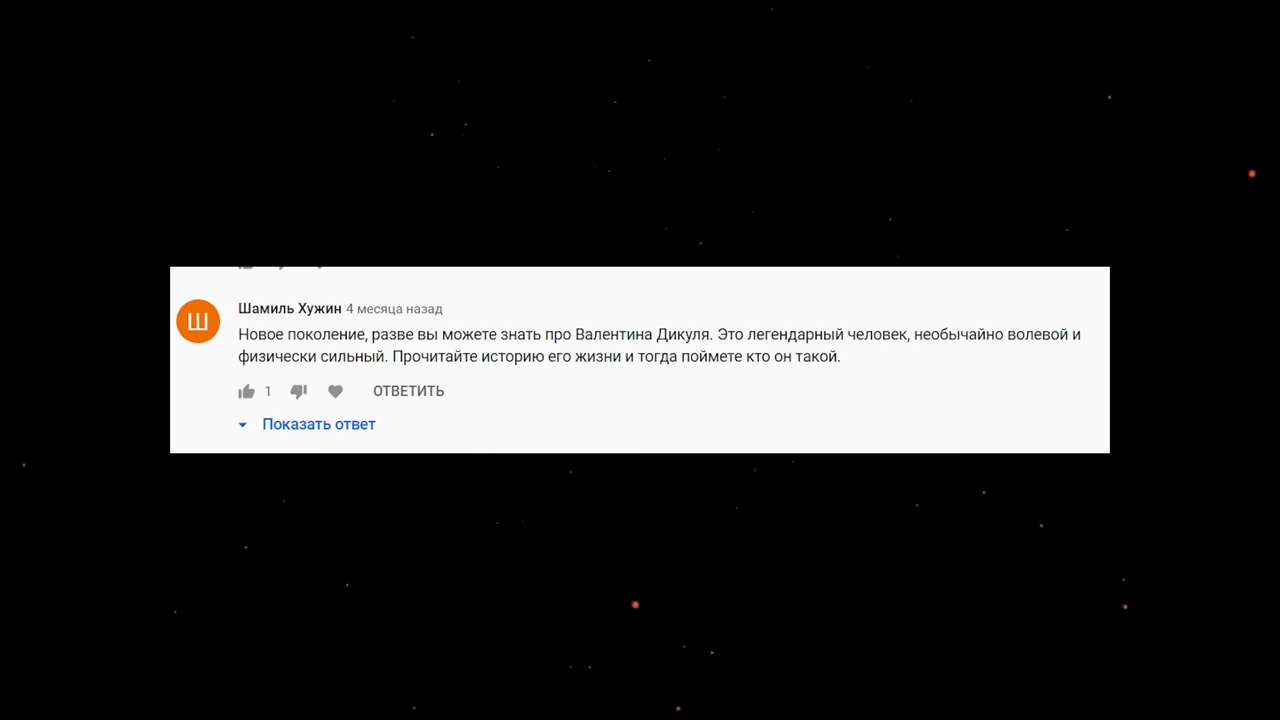 Ш
Шамиль Хужин 4 месяца назад
Новое поколение, разве вы можете знать про Валентина Дикуля. Это легендарный человек, необычайно волевой и
физически сильный. Прочитайте историю его жизни и тогда поймете кто он такой.
1 ОТВЕТИТЬ
Показать ответ